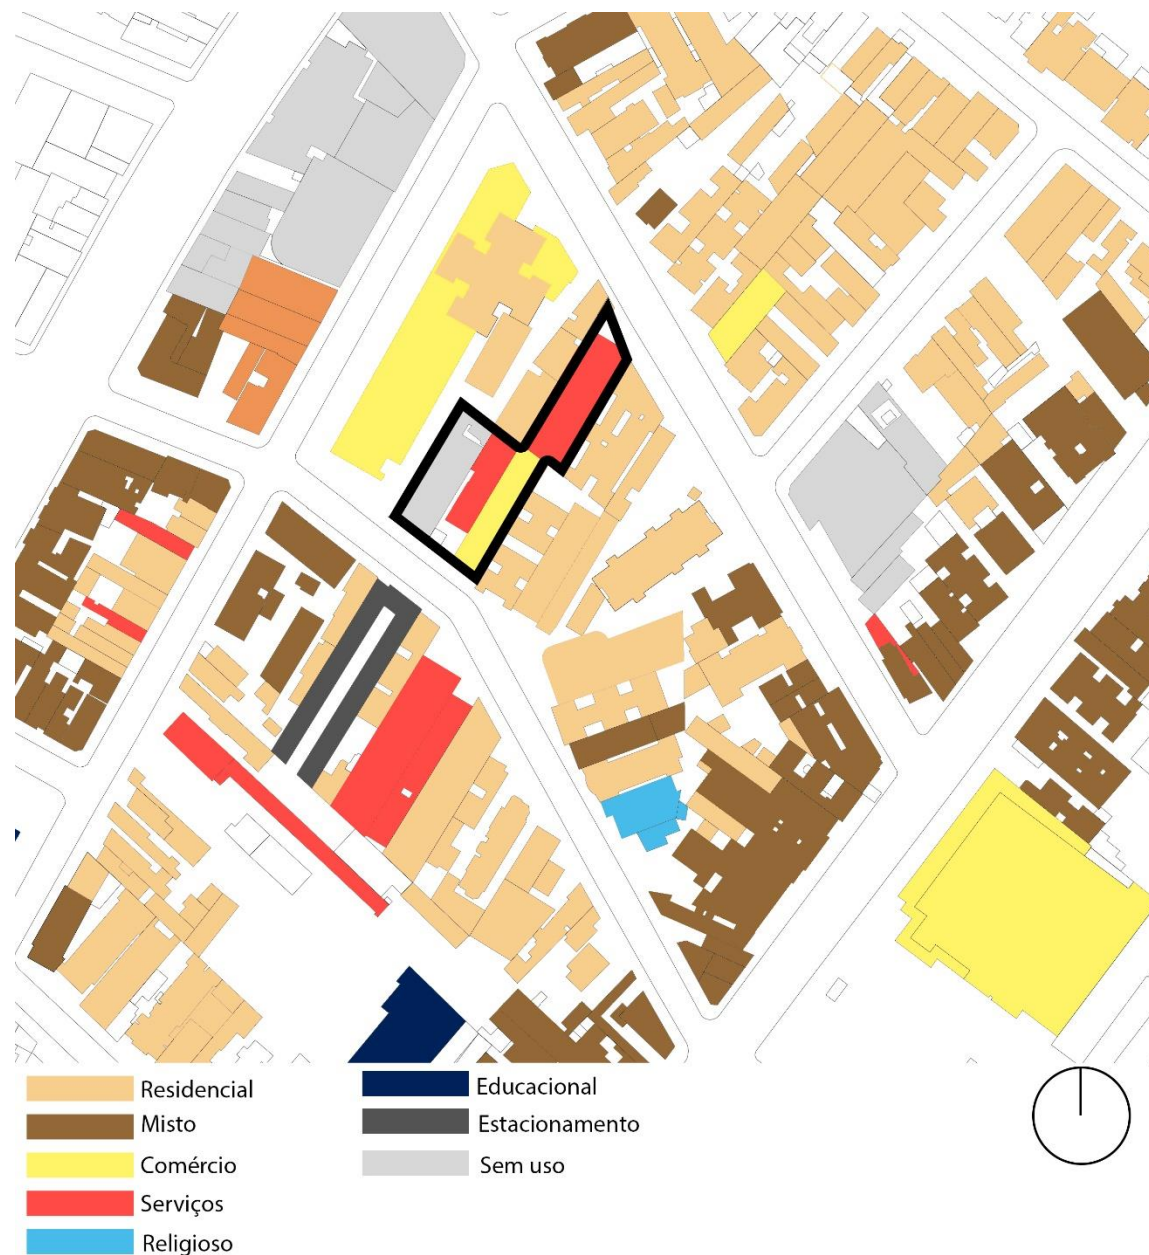 Residencial
Misto
Comércio
Serviços
Religioso
Educacional
Estacionamento
Sem uso